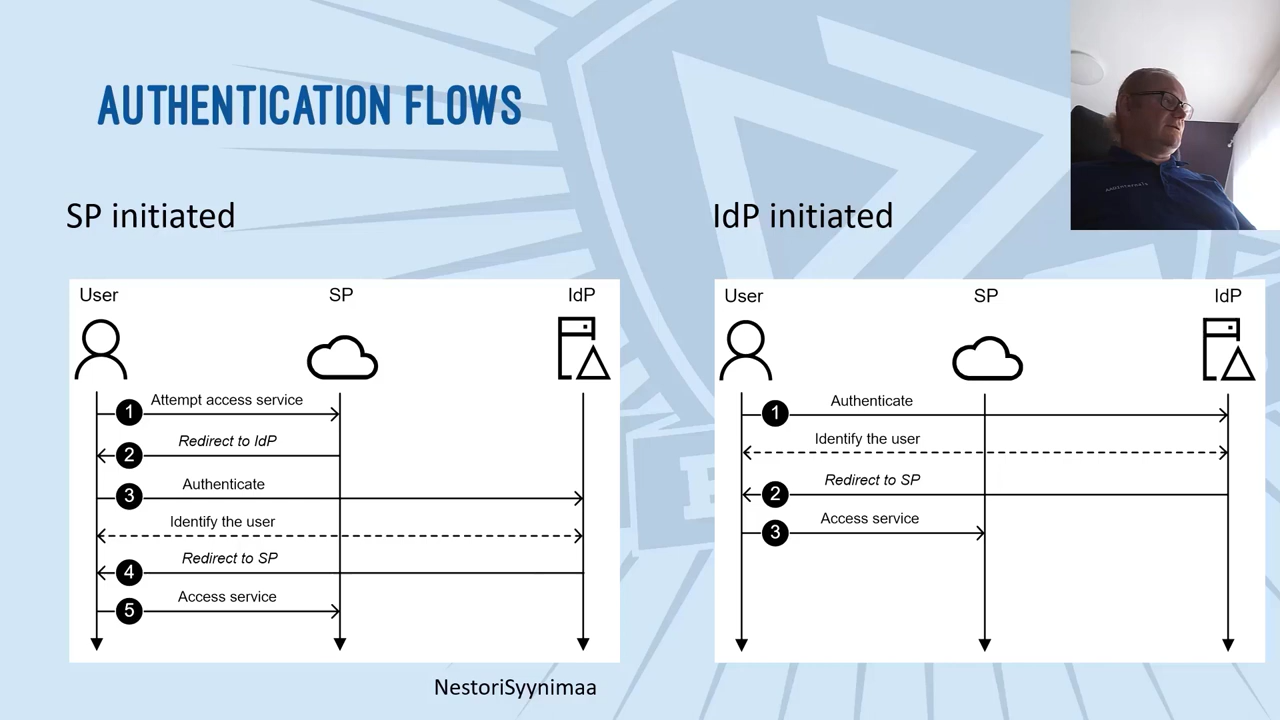 AUTHENTICATION FLOWS
SP initiated
User SP IdP
1 Attempt access service
2 Redirect to IdP
3 Authenticate
Identify the user
4 Redirect to SP
5 Access service
IdP initiated
User SP IdP
1 Authenticate
Identify the user
2 Redirect to SP
3 Access service
NestoriSyynimaa